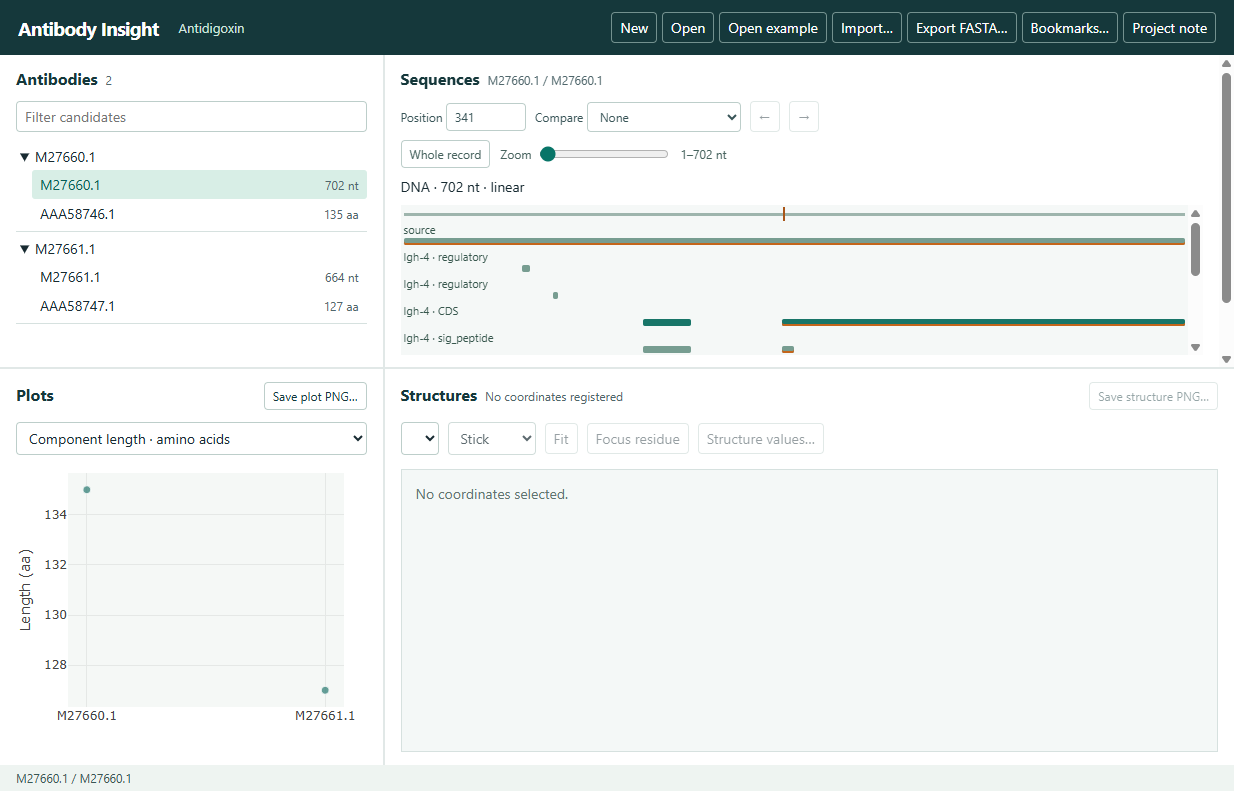 Antibody Insight Antidigoxin New Open Open example Import... Export FASTA... Bookmarks... Project note
Antibodies 2
Filter candidates
▼ M27660.1
M27660.1 702 nt
AAA58746.1 135 aa
▼ M27661.1
M27661.1 664 nt
AAA58747.1 127 aa
Sequences M27660.1 / M27660.1
Position 341 Compare None ← →
Whole record Zoom 1–702 nt
DNA · 702 nt · linear
source
Igh-4 · regulatory
Igh-4 · regulatory
Igh-4 · CDS
Igh-4 · sig_peptide
Plots Save plot PNG...
Component length · amino acids
134
132
130
128
Length (aa)
M27660.1 M27661.1
Structures No coordinates registered Save structure PNG...
Stick Fit Focus residue Structure values...
No coordinates selected.
M27660.1 / M27660.1